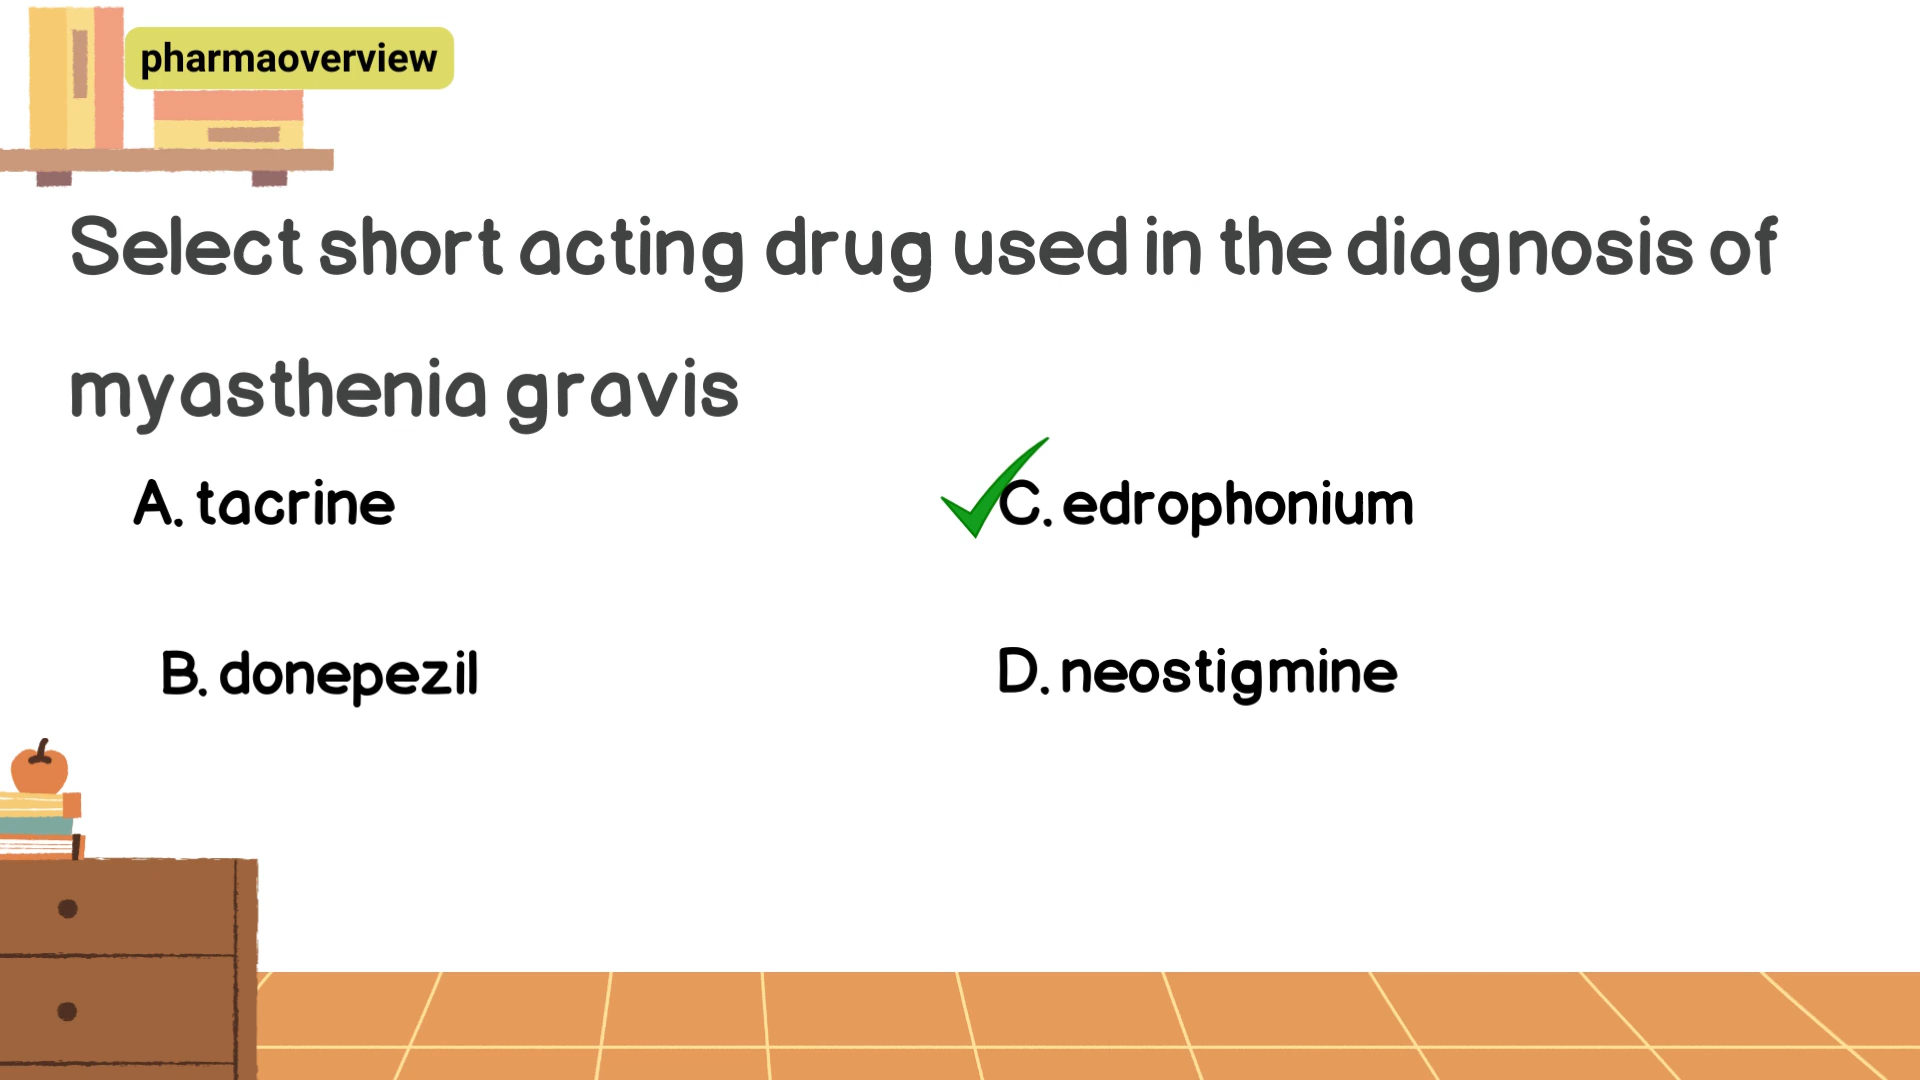 pharmaoverview
Select short acting drug used in the diagnosis of
myasthenia gravis
A. tacrine
B. donepezil
C. edrophonium
D. neostigmine